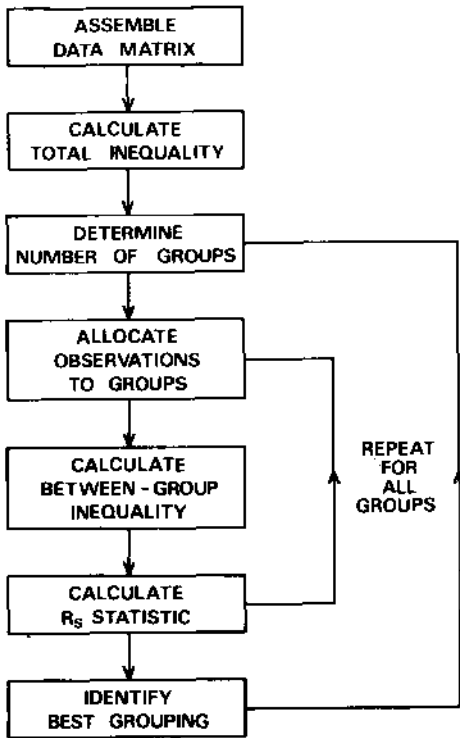 ASSEMBLE
DATA MATRIX
CALCULATE
TOTAL INEQUALITY
DETERMINE
NUMBER OF GROUPS
ALLOCATE
OBSERVATIONS
TO GROUPS
CALCULATE
BETWEEN-GROUP
INEQUALITY
CALCULATE
RS STATISTIC
IDENTIFY
BEST GROUPING
REPEAT
FOR
ALL
GROUPS